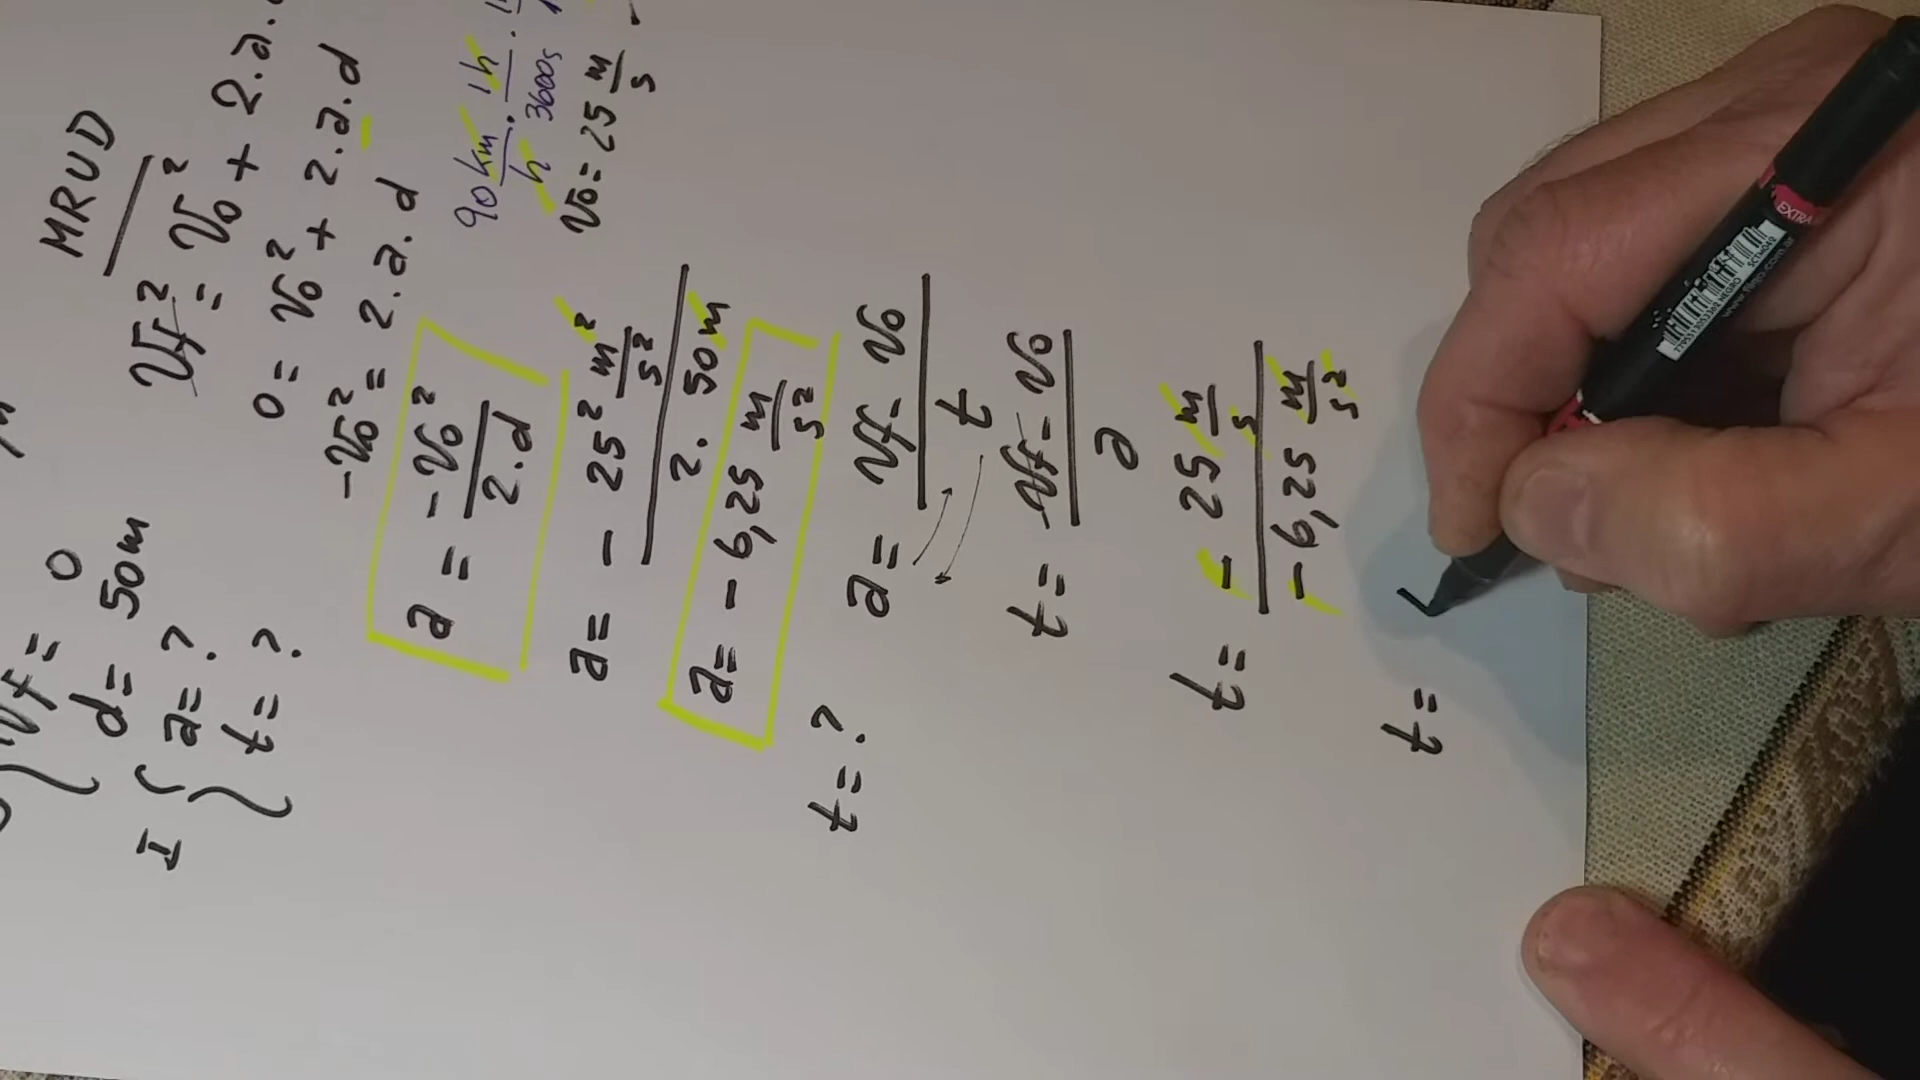 MRUD
Vf² = V₀² + 2.a.
0 = V₀² + 2.a.d
-V₀² = 2.a.d
90 km/h . 1h/3600s .
V₀ = 25 m/s
Vf = 0
d = 50m
I { a = ?
t = ?
a = -V₀² / 2.d
a = - 25² m²/s² / 2. 50m
a = - 6,25 m/s²
t = ?
a = Vf - V₀ / t
t = Vf - V₀ / a
t = - 25 m/s / - 6,25 m/s²
t =
EXTRA